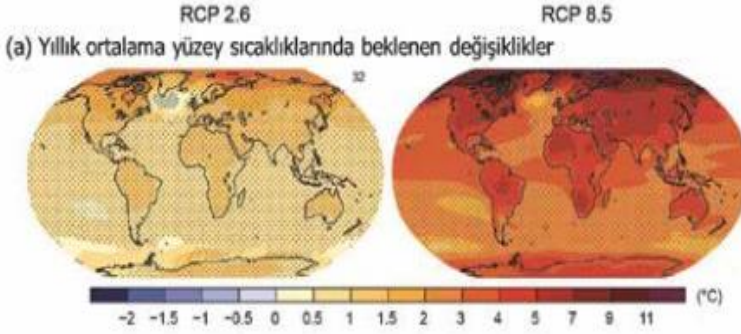 RCP 2.6 RCP 8.5
(a) Yıllık ortalama yüzey sıcaklıklarında beklenen değişiklikler
32
(°C)
−2 −1.5 −1 −0.5 0 0.5 1 1.5 2 3 4 5 7 9 11